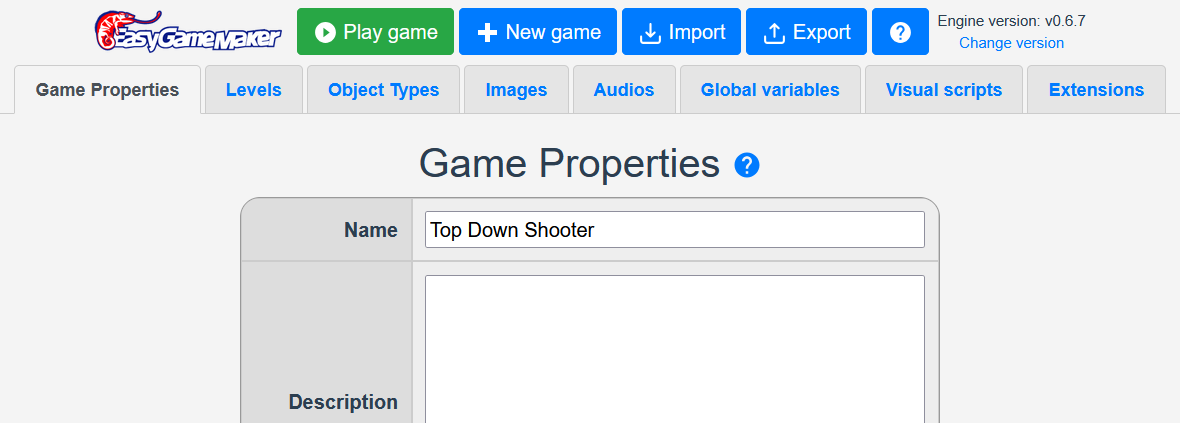 EasyGameMaker Play game New game Import Export ? Engine version: v0.6.7
Change version
Game Properties Levels Object Types Images Audios Global variables Visual scripts Extensions
Game Properties ?
Name Top Down Shooter
Description